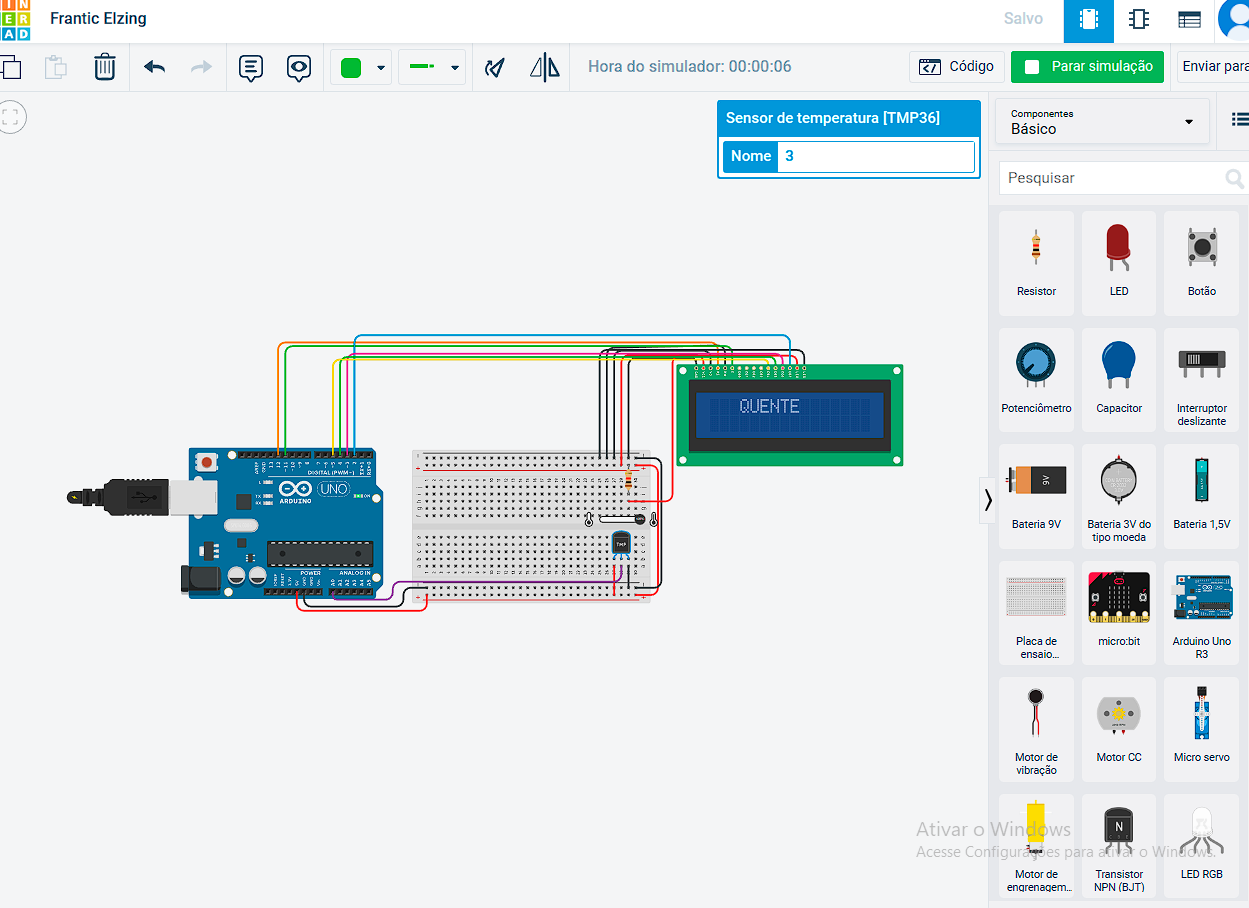 IN
ER
AD
Frantic Elzing
Salvo
Hora do simulador: 00:00:06
Código
Parar simulação
Enviar para
Sensor de temperatura [TMP36]
Nome 3
Componentes
Básico
Pesquisar
Resistor
LED
Botão
Potenciômetro
Capacitor
Interruptor
deslizante
Bateria 9V
Bateria 3V do
tipo moeda
Bateria 1,5V
Placa de
ensaio...
micro:bit
Arduino Uno
R3
Motor de
vibração
Motor CC
Micro servo
Motor de
engrenagem...
Transistor
NPN (BJT)
LED RGB
QUENTE
DIGITAL (PWM~)
UNO
ARDUINO
TX
RX
L
ON
POWER
ANALOG IN
TMP
9V
N
Ativar o Windows
Acesse Configurações para ativar o Windows.